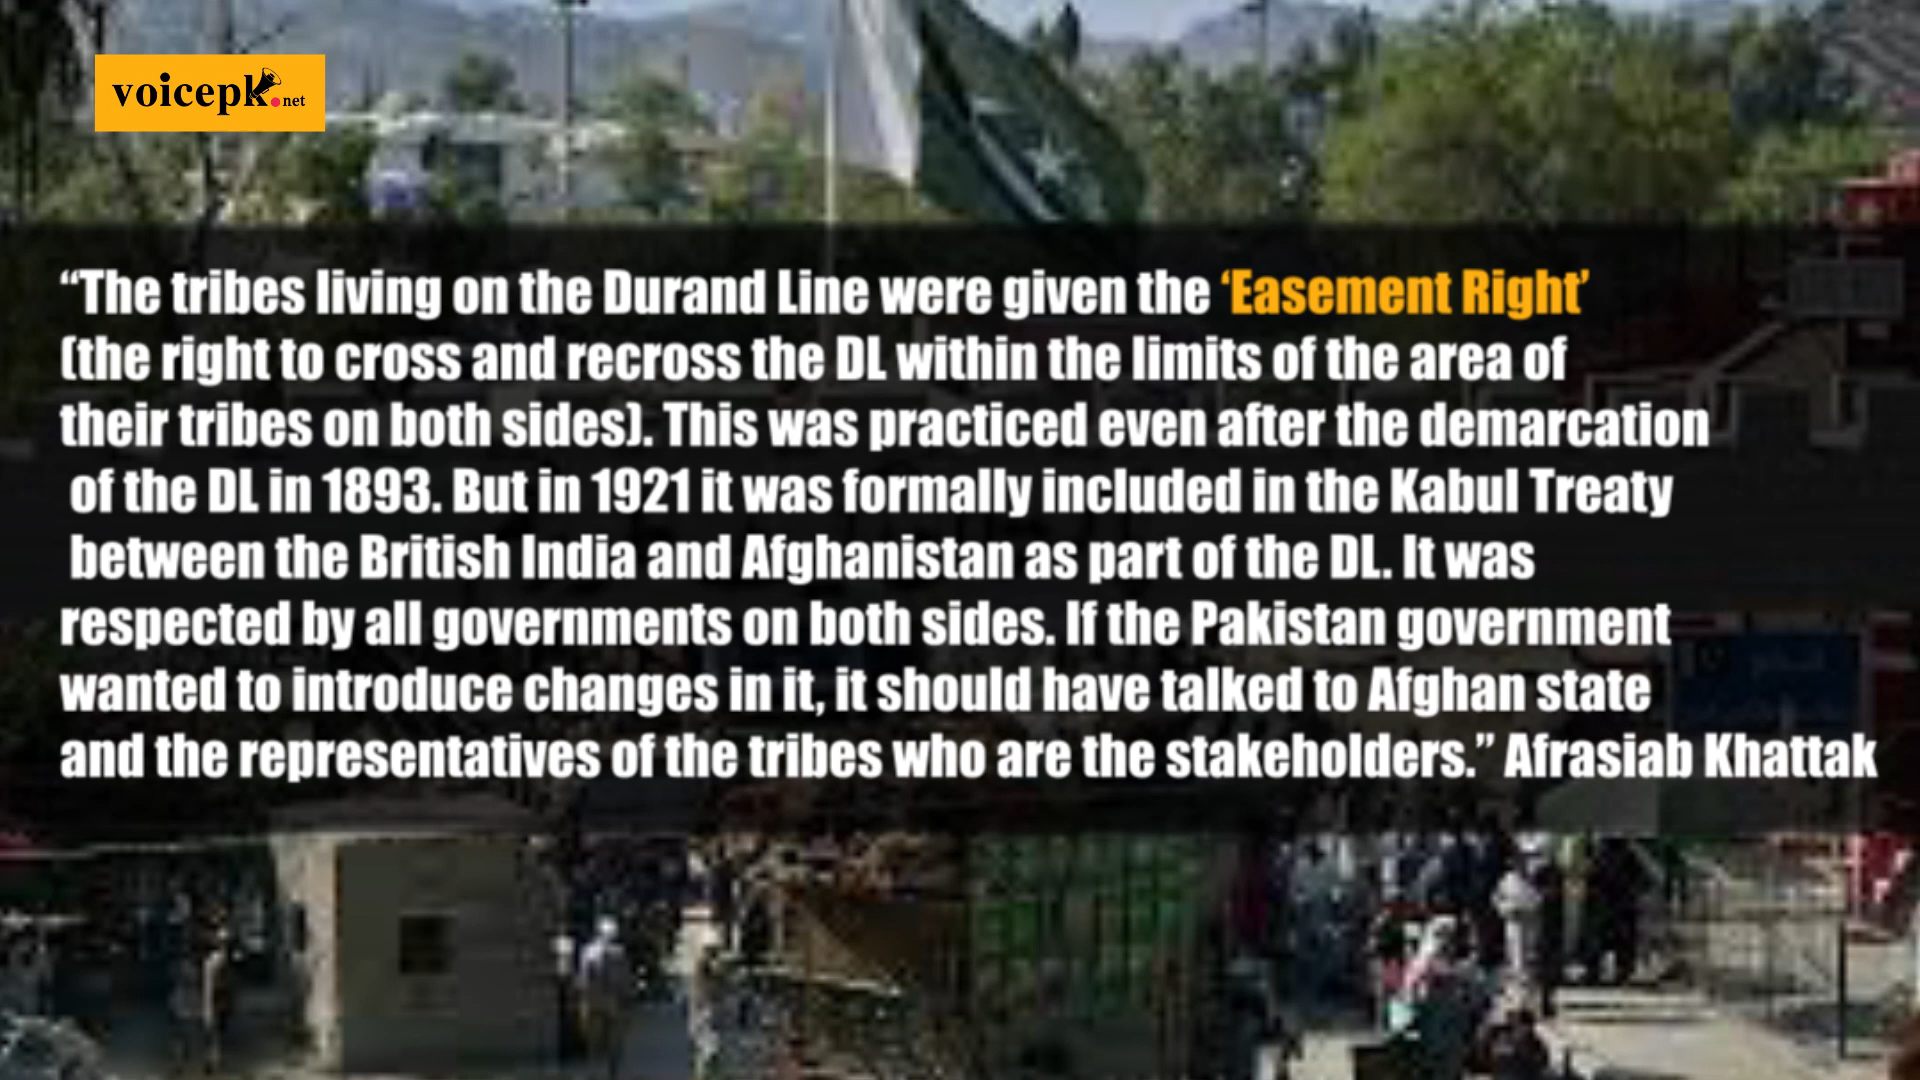 voicepk.net
“The tribes living on the Durand Line were given the ‘Easement Right’
(the right to cross and recross the DL within the limits of the area of
their tribes on both sides). This was practiced even after the demarcation
of the DL in 1893. But in 1921 it was formally included in the Kabul Treaty
between the British India and Afghanistan as part of the DL. It was
respected by all governments on both sides. If the Pakistan government
wanted to introduce changes in it, it should have talked to Afghan state
and the representatives of the tribes who are the stakeholders.” Afrasiab Khattak